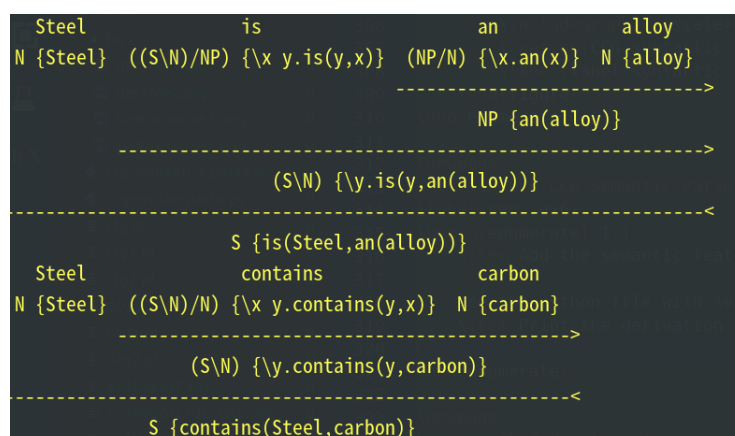 Steel is an alloy
N {Steel} ((S\N)/NP) {\x y.is(y,x)} (NP/N) {\x.an(x)} N {alloy}
------------------------------>
NP {an(alloy)}
---------------------------------------------------------->
(S\N) {\y.is(y,an(alloy))}
--------------------------------------------------------------------<
S {is(Steel,an(alloy))}
Steel contains carbon
N {Steel} ((S\N)/N) {\x y.contains(y,x)} N {carbon}
-------------------------------------------->
(S\N) {\y.contains(y,carbon)}
------------------------------------------------------<
S {contains(Steel,carbon)}